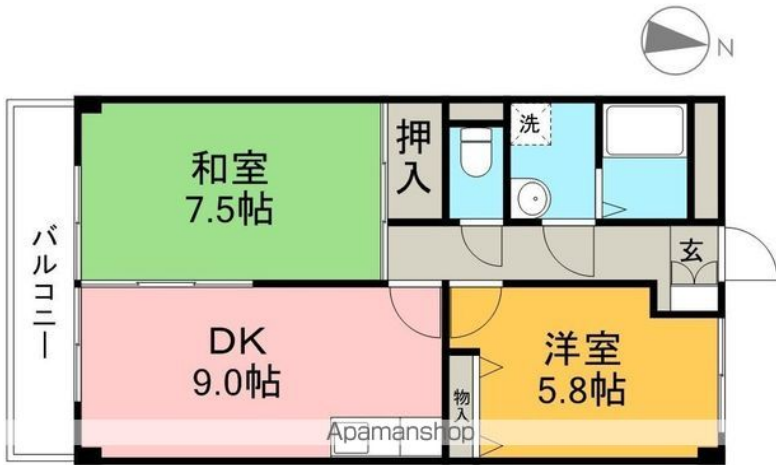 N
和室
7.5帖
押入
洗
玄
バルコニー
DK
9.0帖
洋室
5.8帖
物入
Apamanshop